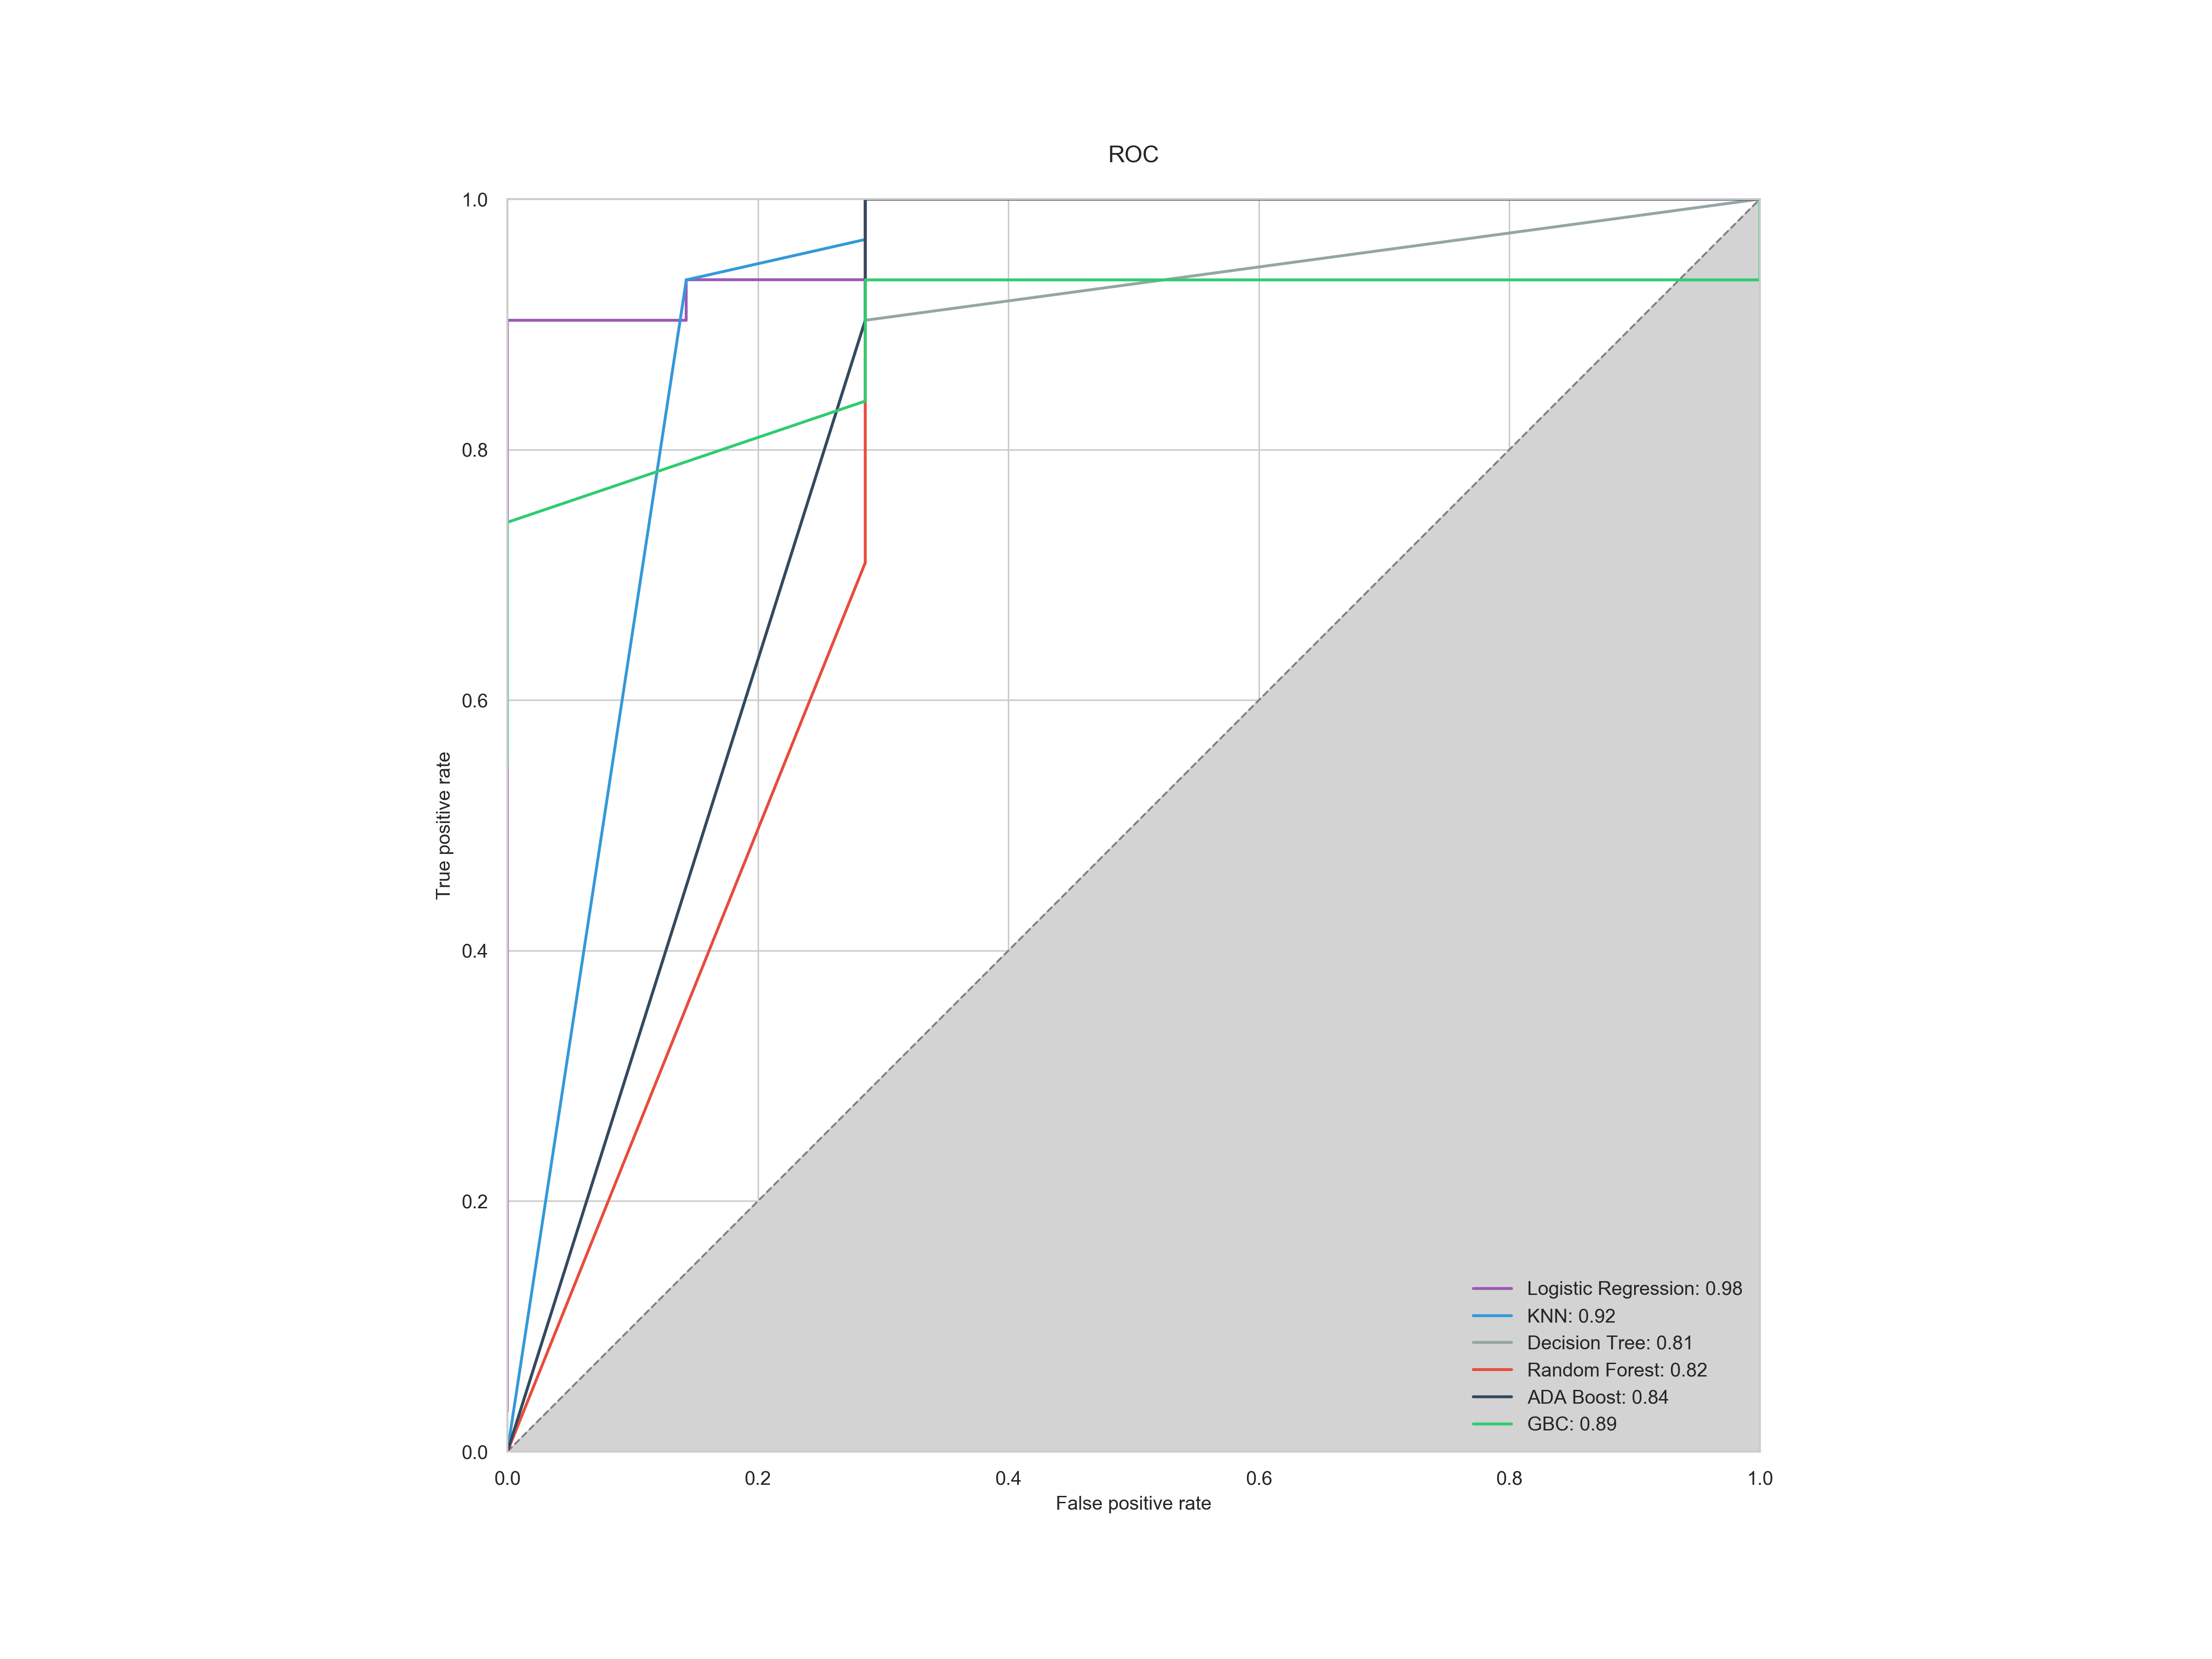 ROC
1.0
0.8
0.6
0.4
0.2
0.0
True positive rate
0.0 0.2 0.4 0.6 0.8 1.0
False positive rate
Logistic Regression: 0.98
KNN: 0.92
Decision Tree: 0.81
Random Forest: 0.82
ADA Boost: 0.84
GBC: 0.89